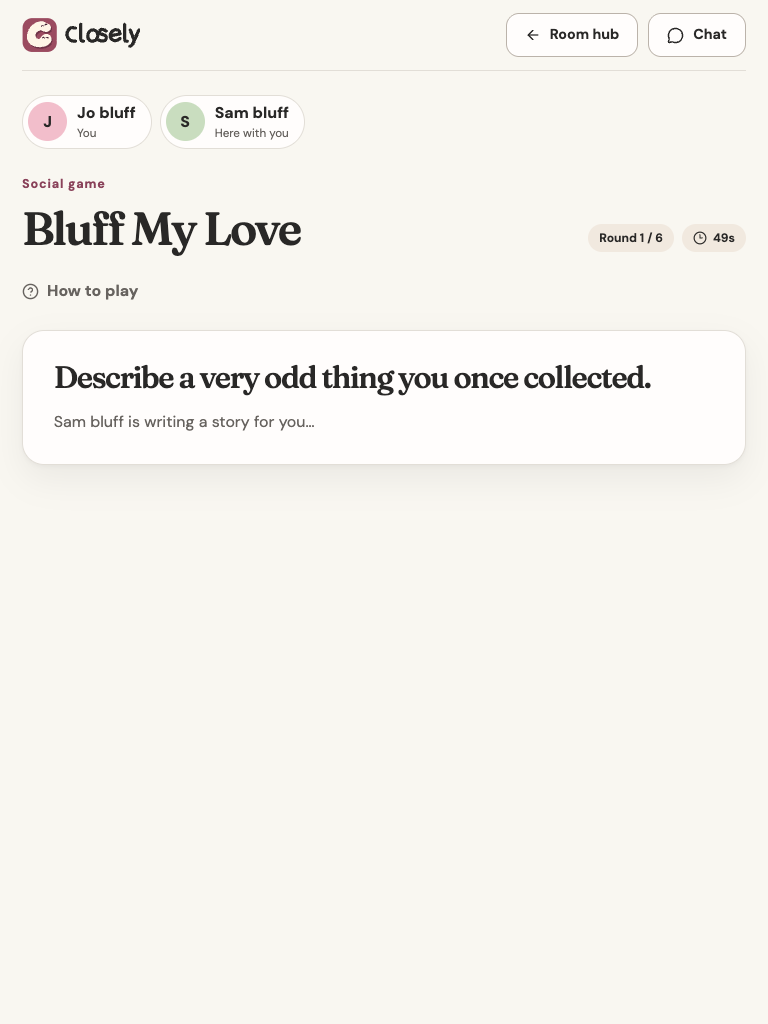 Closely
Room hub
Chat
J
Jo bluff
You
S
Sam bluff
Here with you
Social game
Bluff My Love
Round 1 / 6
49s
How to play
Describe a very odd thing you once collected.
Sam bluff is writing a story for you…